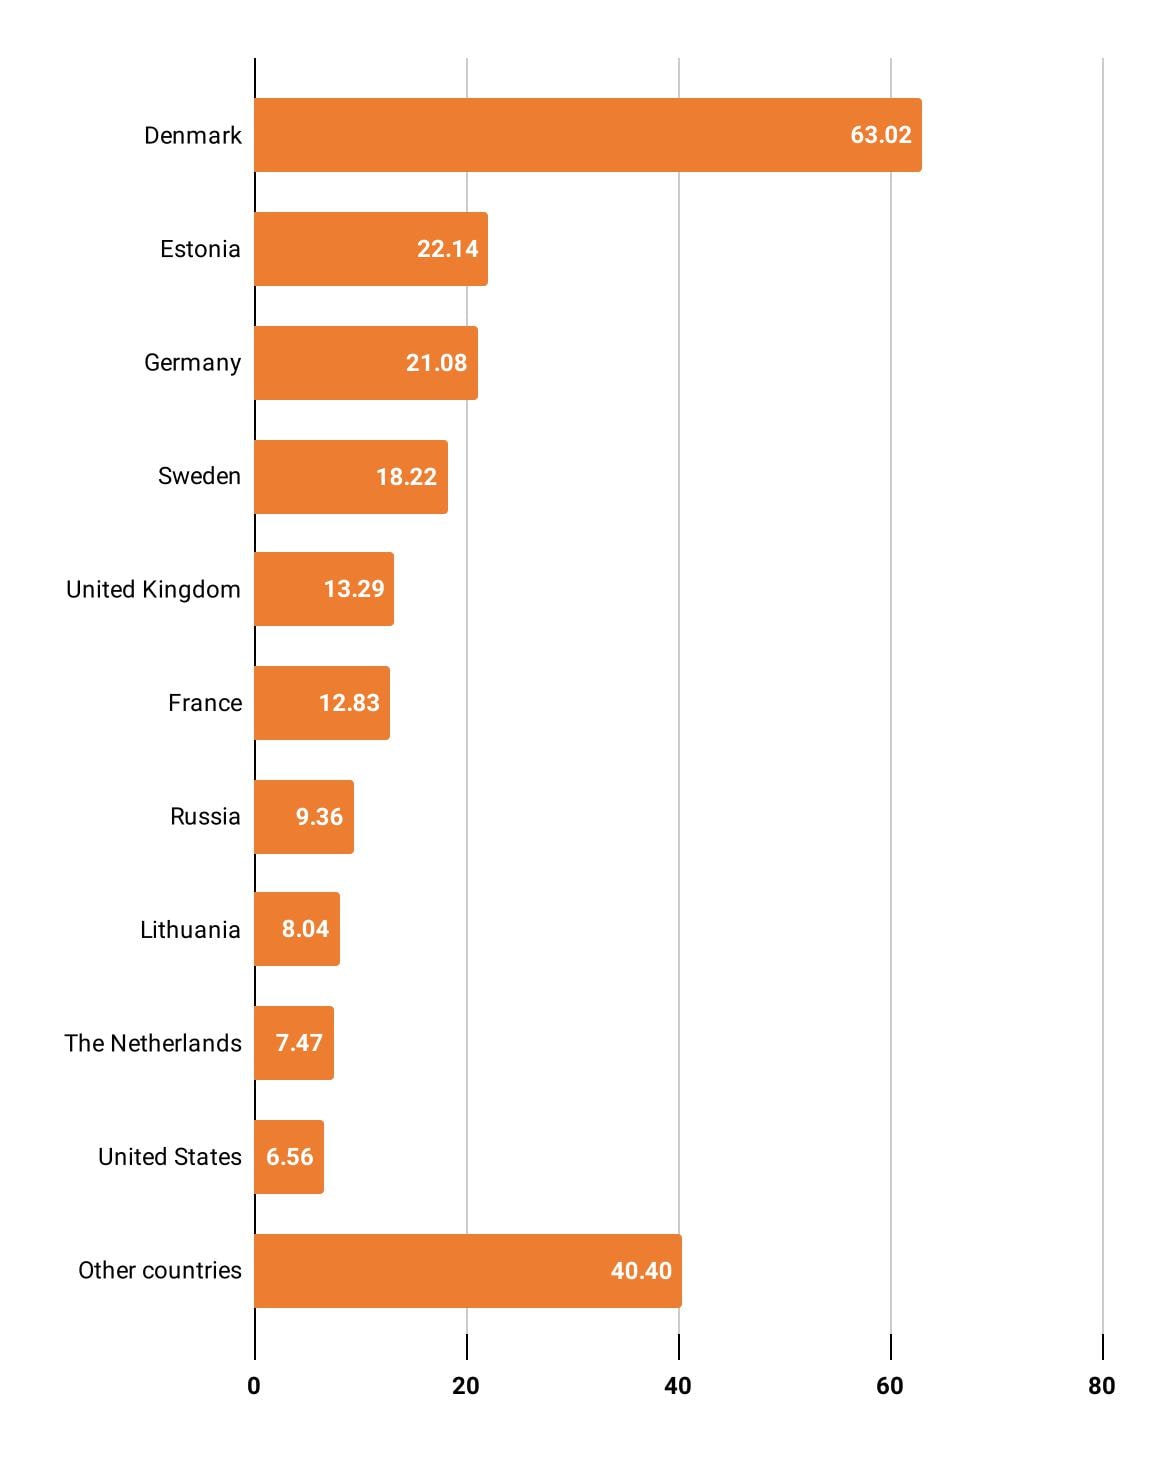 Denmark 63.02
Estonia 22.14
Germany 21.08
Sweden 18.22
United Kingdom 13.29
France 12.83
Russia 9.36
Lithuania 8.04
The Netherlands 7.47
United States 6.56
Other countries 40.40
0 20 40 60 80